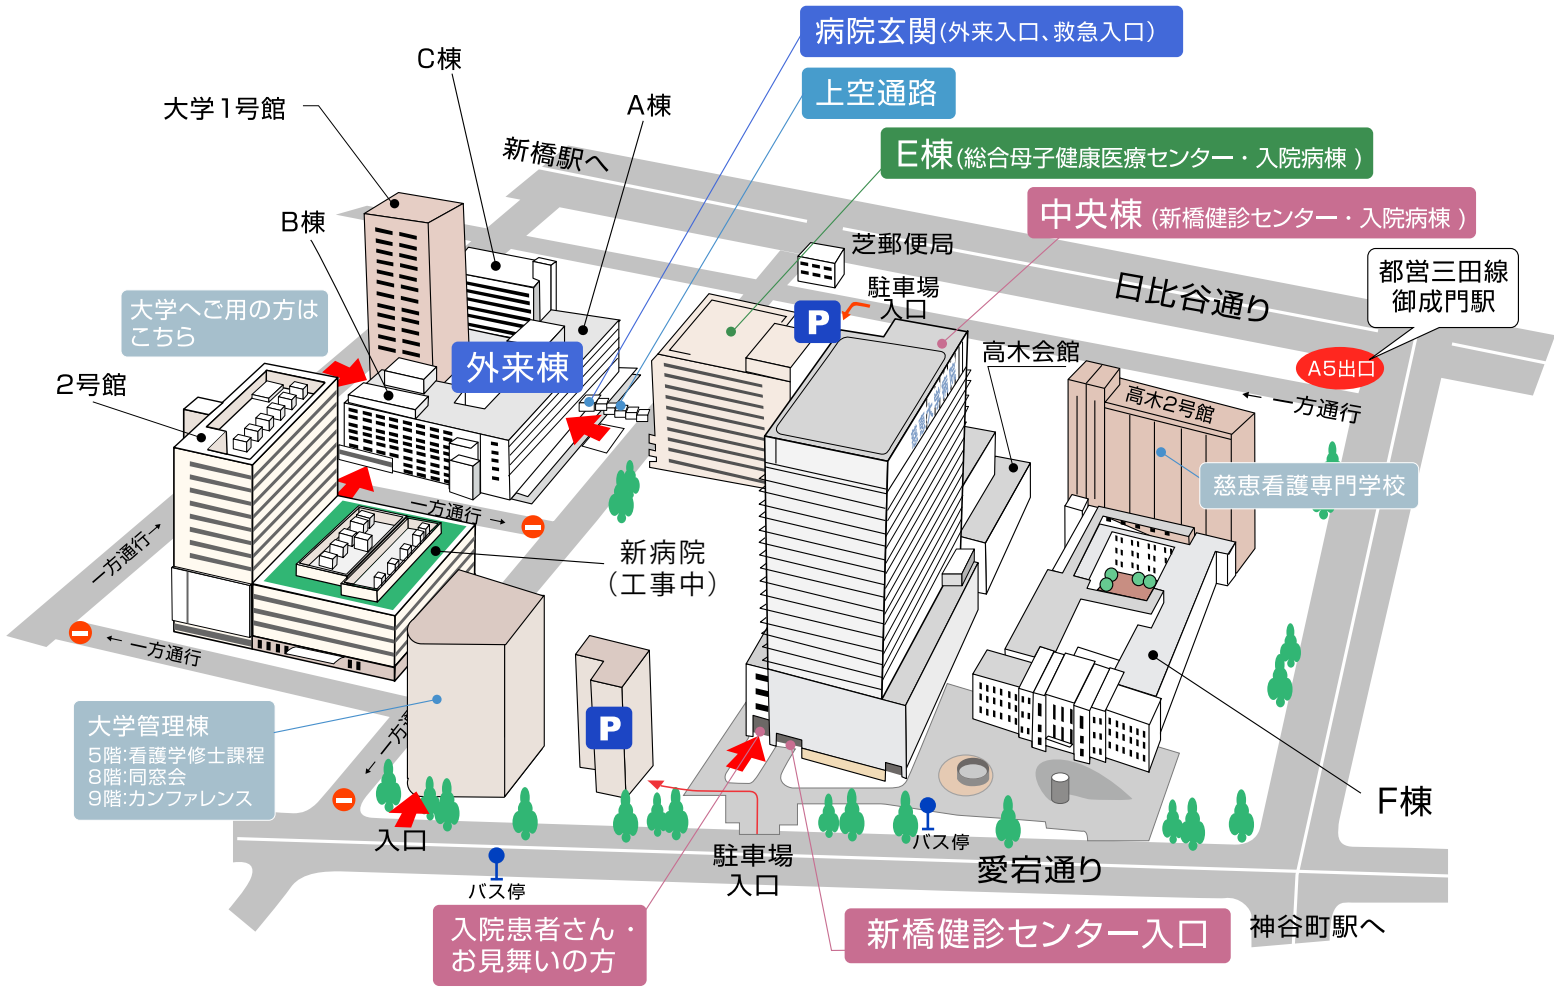 病院玄関(外来入口、救急入口)
C棟
上空通路
大学1号館
A棟
新橋駅へ
E棟(総合母子健康医療センター・入院病棟)
中央棟(新橋健診センター・入院病棟)
B棟
芝郵便局
都営三田線
御成門駅
日比谷通り
駐車場
入口
大学へご用の方は
こちら
P
高木会館
A5出口
外来棟
2号館
高木2号館
←一方通行
慈恵看護専門学校
一方通行→
一方通行→
新病院
(工事中)
←一方通行
大学管理棟
5階:看護学修士課程
8階:同窓会
9階:カンファレンス
←一方
P
F棟
入口
バス停
駐車場
入口
バス停
愛宕通り
入院患者さん・
お見舞いの方
新橋健診センター入口
神谷町駅へ